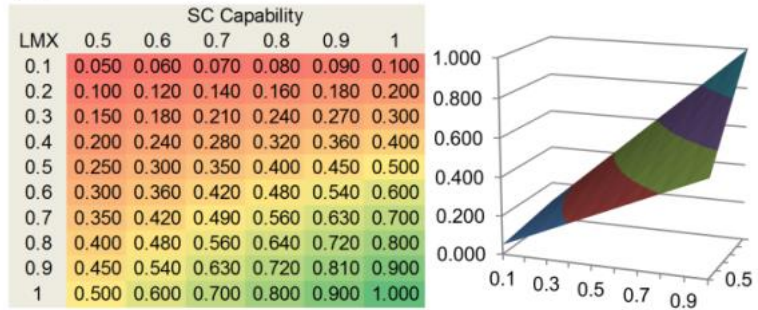 SC Capability
LMX 0.5 0.6 0.7 0.8 0.9 1
0.1 0.050 0.060 0.070 0.080 0.090 0.100
0.2 0.100 0.120 0.140 0.160 0.180 0.200
0.3 0.150 0.180 0.210 0.240 0.270 0.300
0.4 0.200 0.240 0.280 0.320 0.360 0.400
0.5 0.250 0.300 0.350 0.400 0.450 0.500
0.6 0.300 0.360 0.420 0.480 0.540 0.600
0.7 0.350 0.420 0.490 0.560 0.630 0.700
0.8 0.400 0.480 0.560 0.640 0.720 0.800
0.9 0.450 0.540 0.630 0.720 0.810 0.900
1 0.500 0.600 0.700 0.800 0.900 1.000
1.000
0.800
0.600
0.400
0.200
0.000
0.1 0.3 0.5 0.7 0.9
0.5